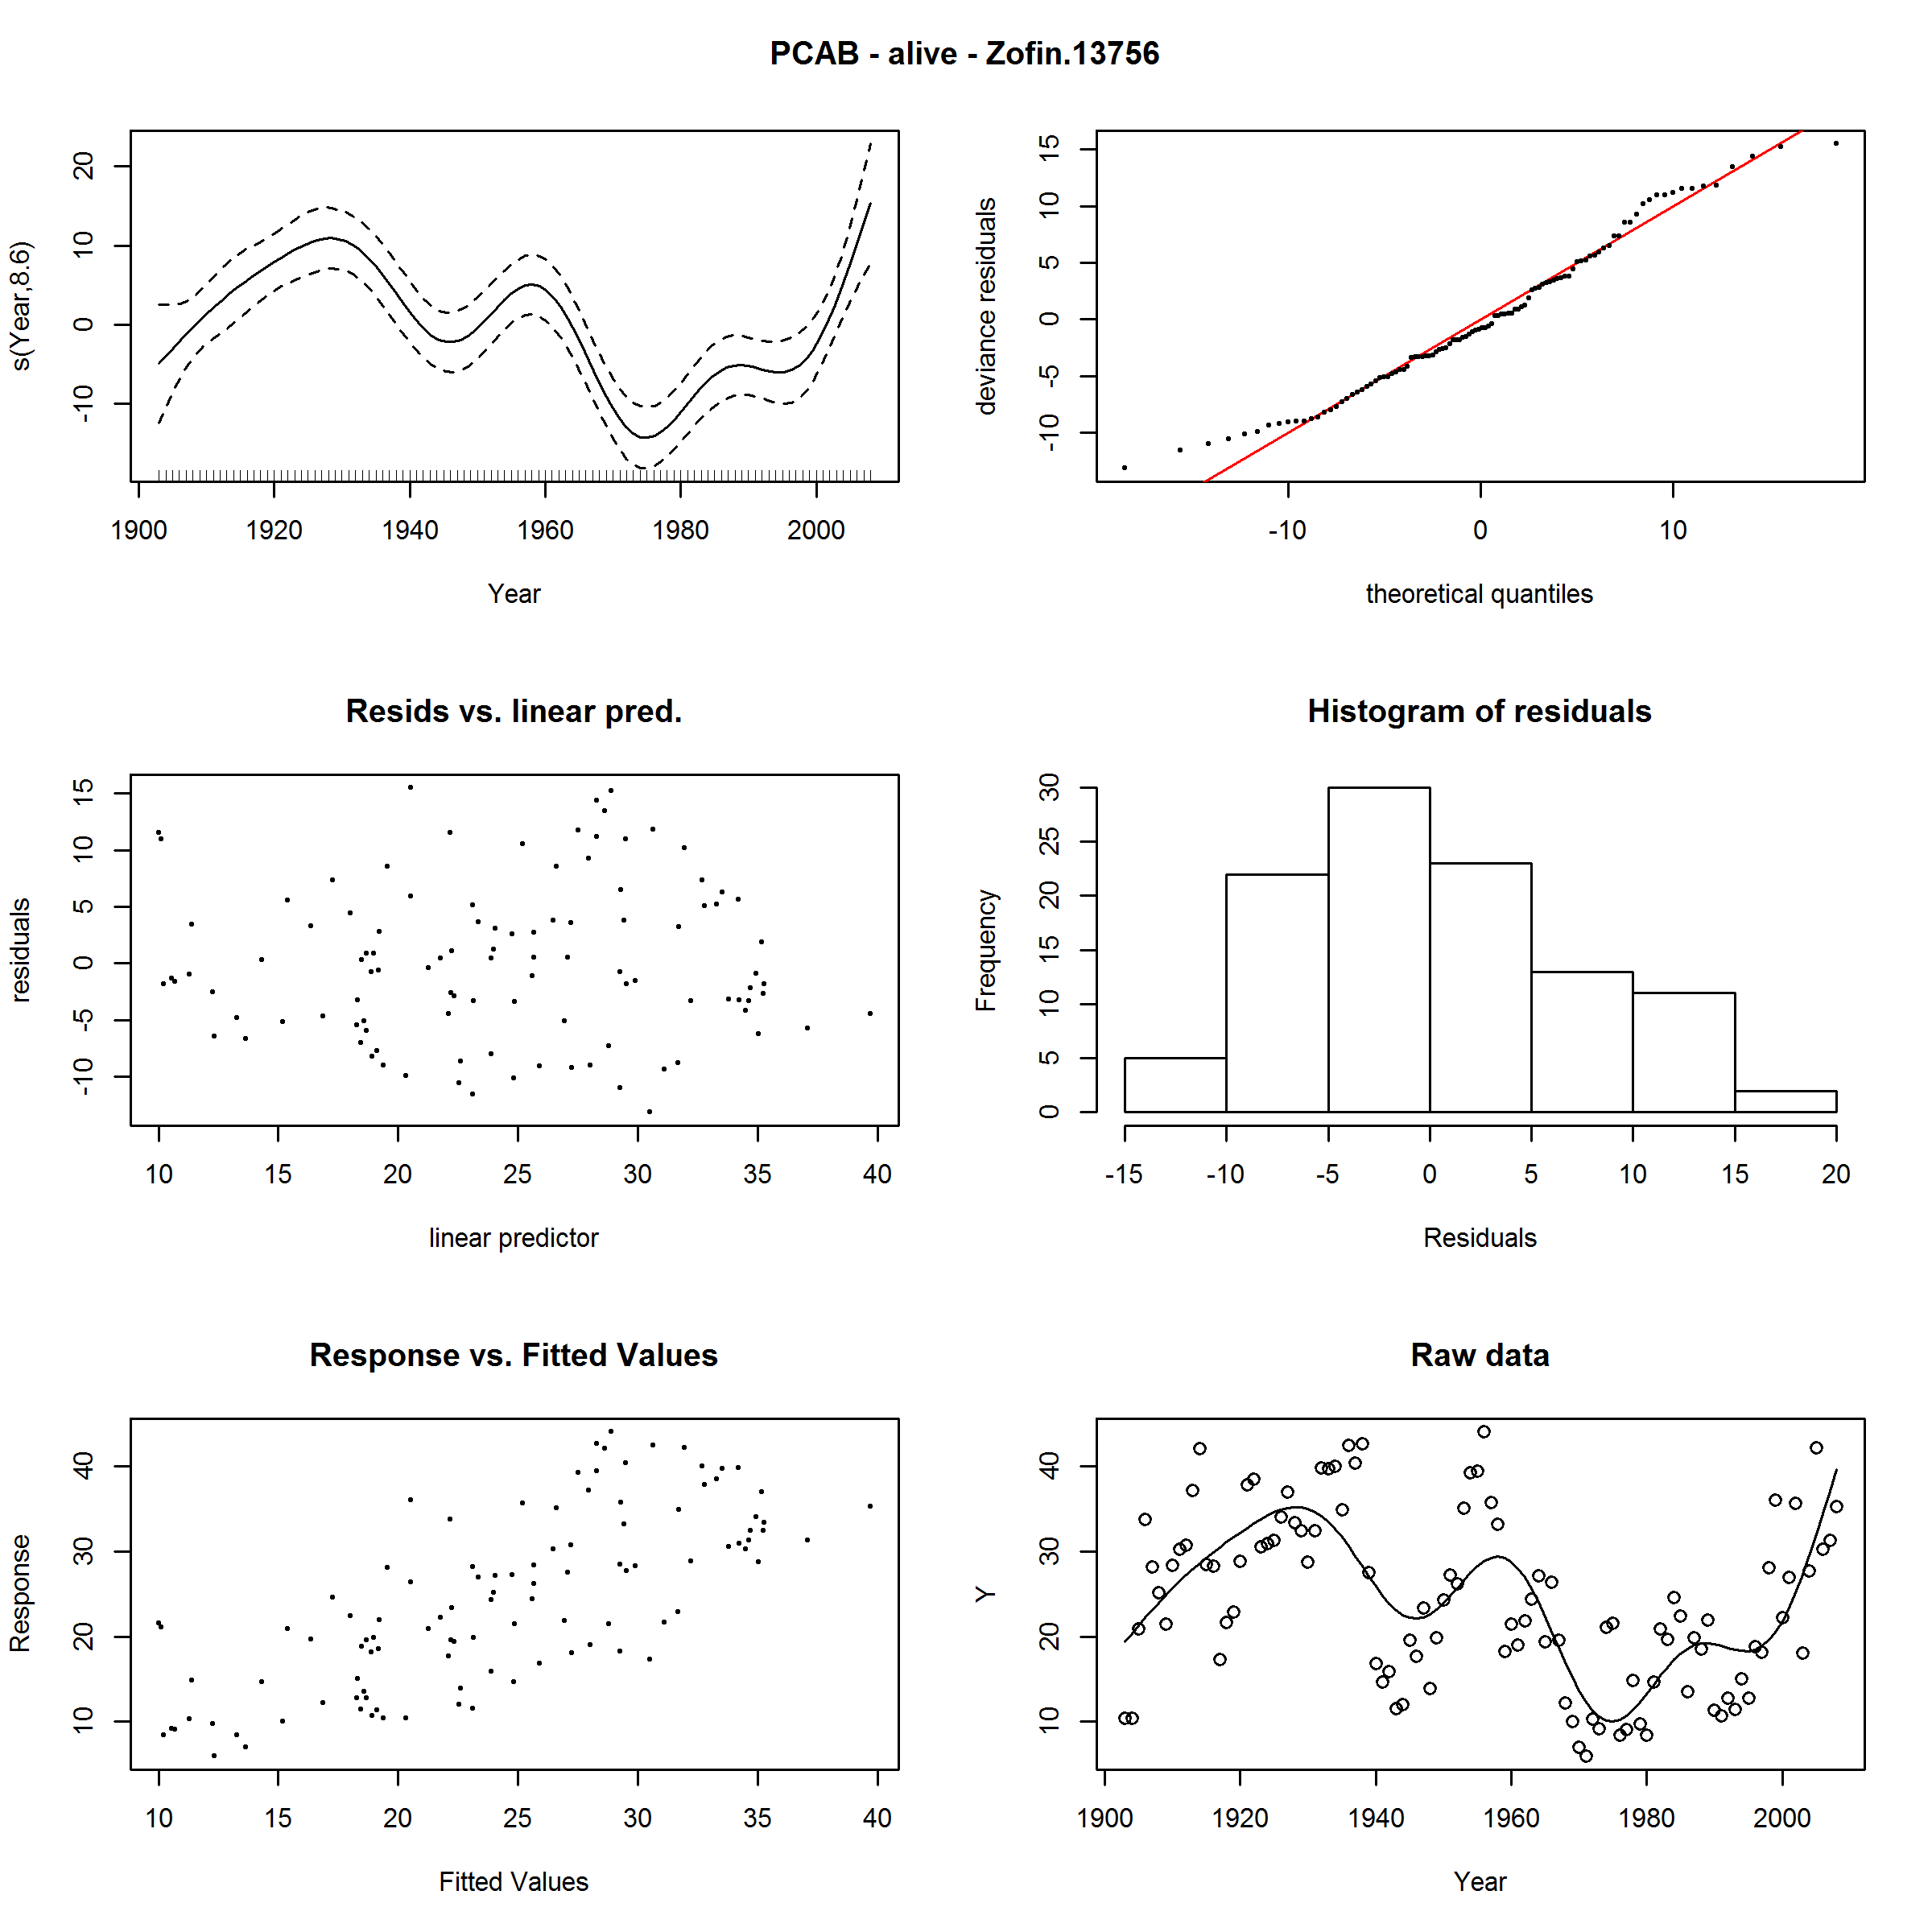 PCAB - alive - Zofin.13756
s(Year,8.6)
20
10
0
-10
1900 1920 1940 1960 1980 2000
Year
deviance residuals
15
10
5
0
-5
-10
-10 0 10
theoretical quantiles
Resids vs. linear pred.
residuals
15
10
5
0
-5
-10
10 15 20 25 30 35 40
linear predictor
Histogram of residuals
Frequency
30
25
20
15
10
5
0
-15 -10 -5 0 5 10 15 20
Residuals
Response vs. Fitted Values
Response
40
30
20
10
10 15 20 25 30 35 40
Fitted Values
Raw data
Y
40
30
20
10
1900 1920 1940 1960 1980 2000
Year